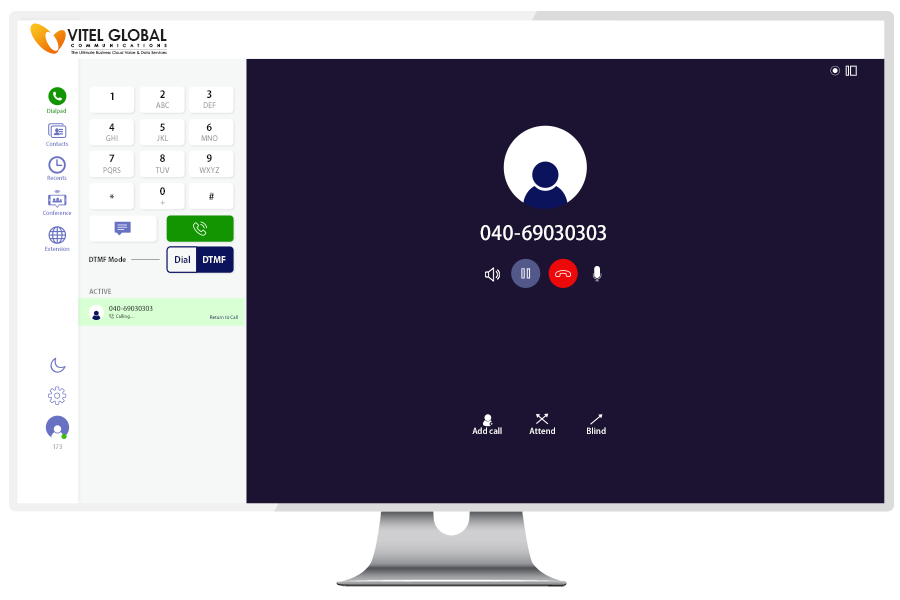 VITEL GLOBAL
COMMUNICATIONS
The Ultimate Business Cloud Voice & Data Services
Dialpad
Contacts
Recents
Conference
Extension
173
1
2
ABC
3
DEF
4
GHI
5
JKL
6
MNO
7
PQRS
8
TUV
9
WXYZ
*
0
+
#
DTMF Mode
Dial
DTMF
ACTIVE
040-69030303
Calling...
Return to Call
040-69030303
Add call
Attend
Blind